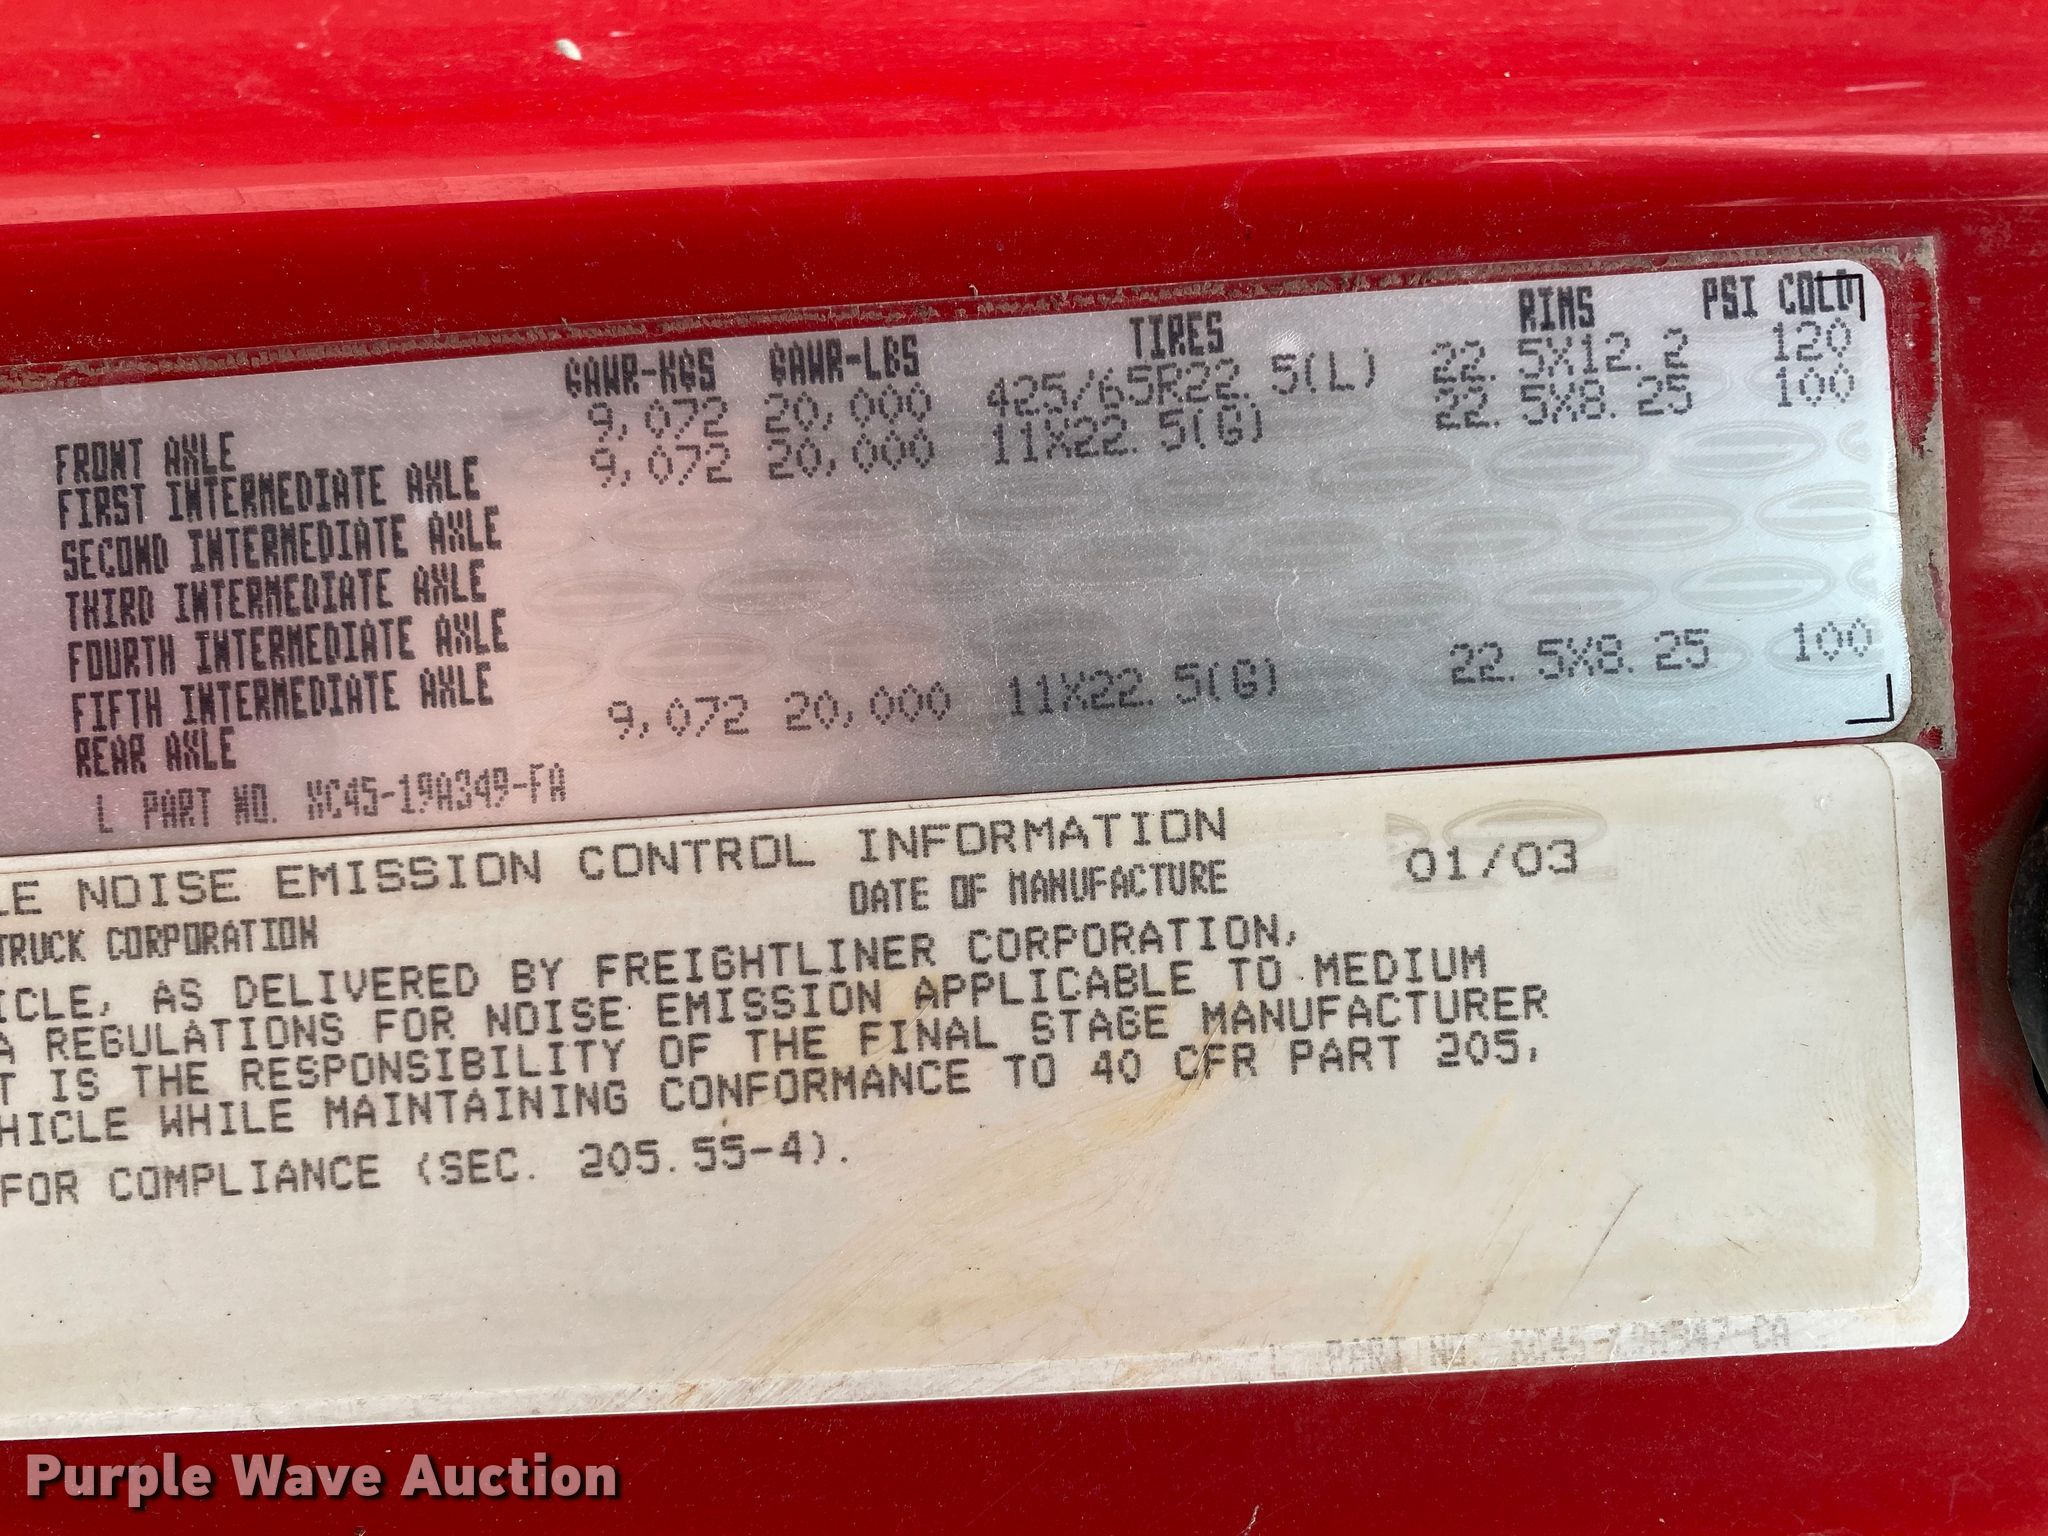 GAWR-KGS GAWR-LBS TIRES RIMS PSI COLD
FRONT AXLE 9,072 20,000 425/65R22.5(L) 22.5X12.2 120
FIRST INTERMEDIATE AXLE 9,072 20,000 11X22.5(G) 22.5X8.25 100
SECOND INTERMEDIATE AXLE
THIRD INTERMEDIATE AXLE
FOURTH INTERMEDIATE AXLE
FIFTH INTERMEDIATE AXLE
REAR AXLE 9,072 20,000 11X22.5(G) 22.5X8.25 100
L PART NO. XC45-19A349-FA
LE NOISE EMISSION CONTROL INFORMATION
TRUCK CORPORATION DATE OF MANUFACTURE 01/03
ICLE, AS DELIVERED BY FREIGHTLINER CORPORATION,
A REGULATIONS FOR NOISE EMISSION APPLICABLE TO MEDIUM
T IS THE RESPONSIBILITY OF THE FINAL STAGE MANUFACTURER
HICLE WHILE MAINTAINING CONFORMANCE TO 40 CFR PART 205,
FOR COMPLIANCE (SEC. 205.55-4).
PART NO.
Purple Wave Auction